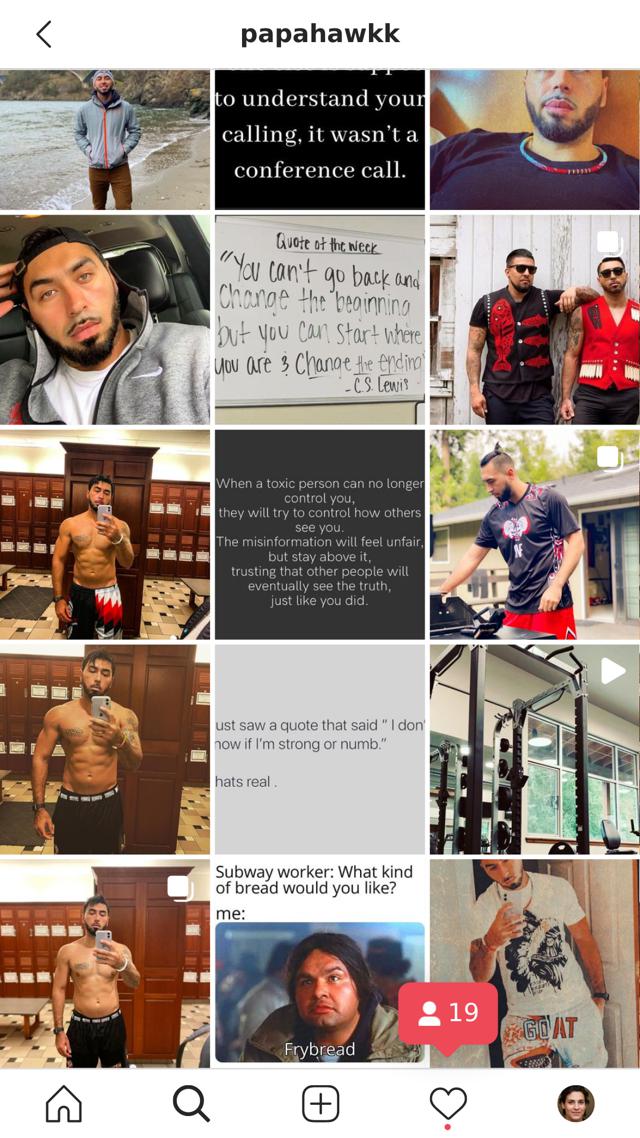 papahawkk
to understand your
calling, it wasn't a
conference call.
Quote of the Week
"You can't go back and
Change the beginning
but you can start where
you are & Change the ending"
- C.S. Lewis
When a toxic person can no longer
control you,
they will try to control how others
see you.
The misinformation will feel unfair,
but stay above it,
trusting that other people will
eventually see the truth,
just like you did.
ust saw a quote that said " I don'
now if I'm strong or numb."
hats real .
Subway worker: What kind
of bread would you like?
me:
Frybread
GOAT
19